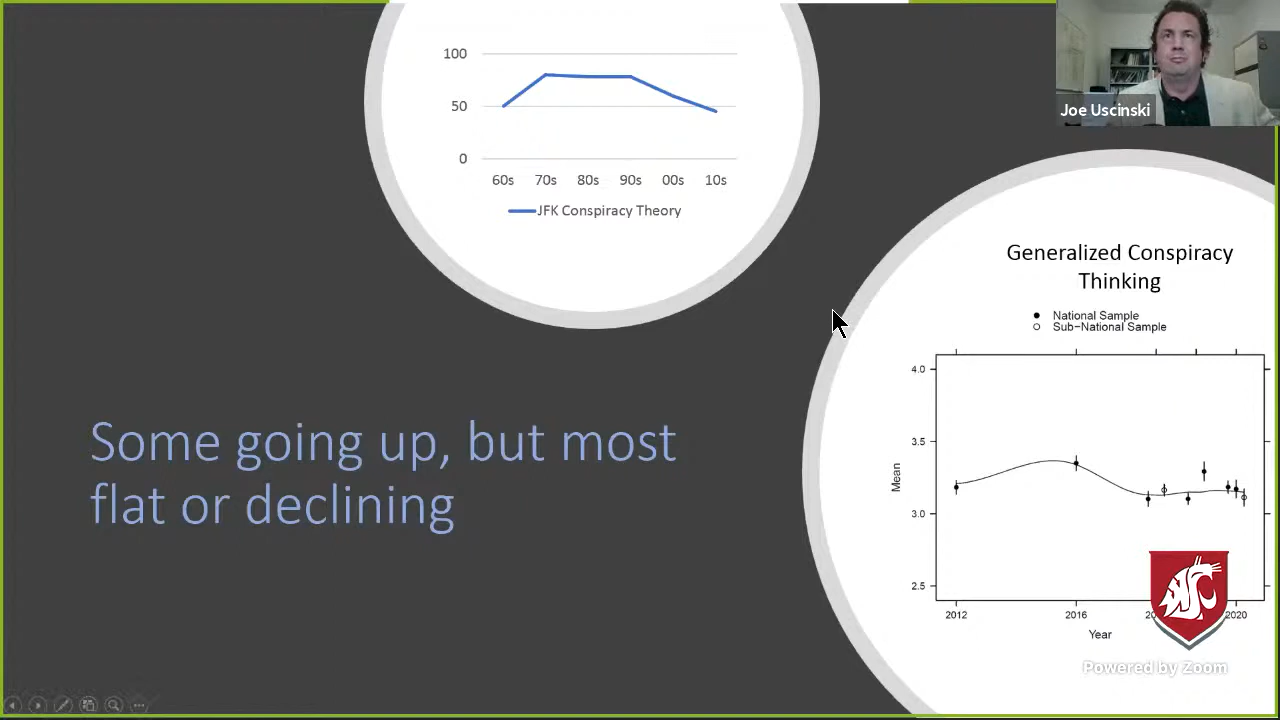 100
50
0
60s 70s 80s 90s 00s 10s
JFK Conspiracy Theory
Joe Uscinski
Generalized Conspiracy
Thinking
National Sample
Sub-National Sample
4.0
3.5
3.0
2.5
Mean
2012 2016 2020
Year
Some going up, but most
flat or declining
Powered by Zoom